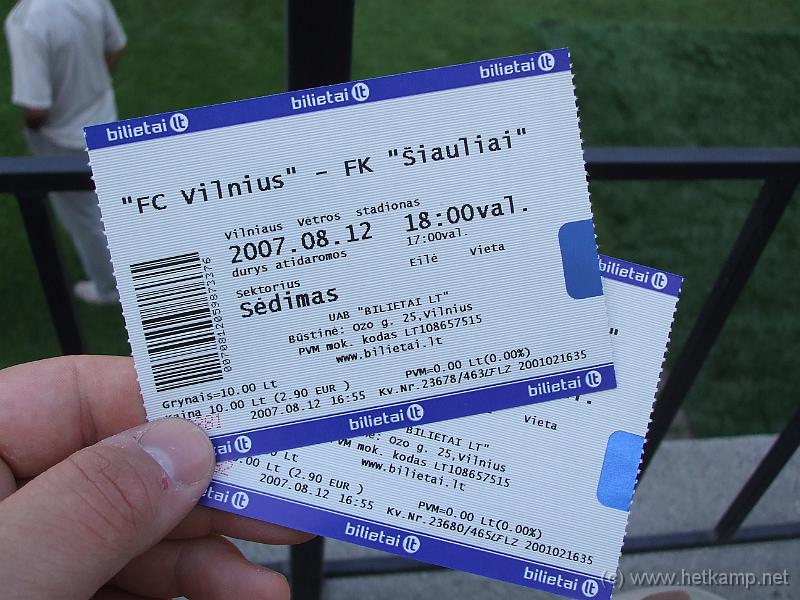 bilietai lt bilietai lt bilietai lt
"FC Vilnius" - FK "Šiauliai"
Vilniaus vėtros stadionas
2007.08.12 18:00val.
durys atidaromos 17:00val.
Sektorius Eilė Vieta
Sėdimas
UAB "BILIETAI LT"
Būstinė: Ozo g. 25,Vilnius
PVM mok. kodas LT108657515
www.bilietai.lt
Grynais=10.00 Lt PVM=0.00 Lt(0.00%)
Kaina 10.00 Lt (2.90 EUR ) Kv.Nr.23678/463/FLZ 2001021635
2007.08.12 16:55
0070812059873376
bilietai lt bilietai lt
bilietai lt
"
Vieta
BILIETAI LT"
Ozo g. 25,Vilnius
PVM mok. kodas LT108657515
www.bilietai.lt
Lt (2.90 EUR ) PVM=0.00 Lt(0.00%)
2007.08.12 16:55 Kv.Nr.23680/465/FLZ 2001021635
etai lt bilietai lt bilietai lt
© www.hetkamp.net